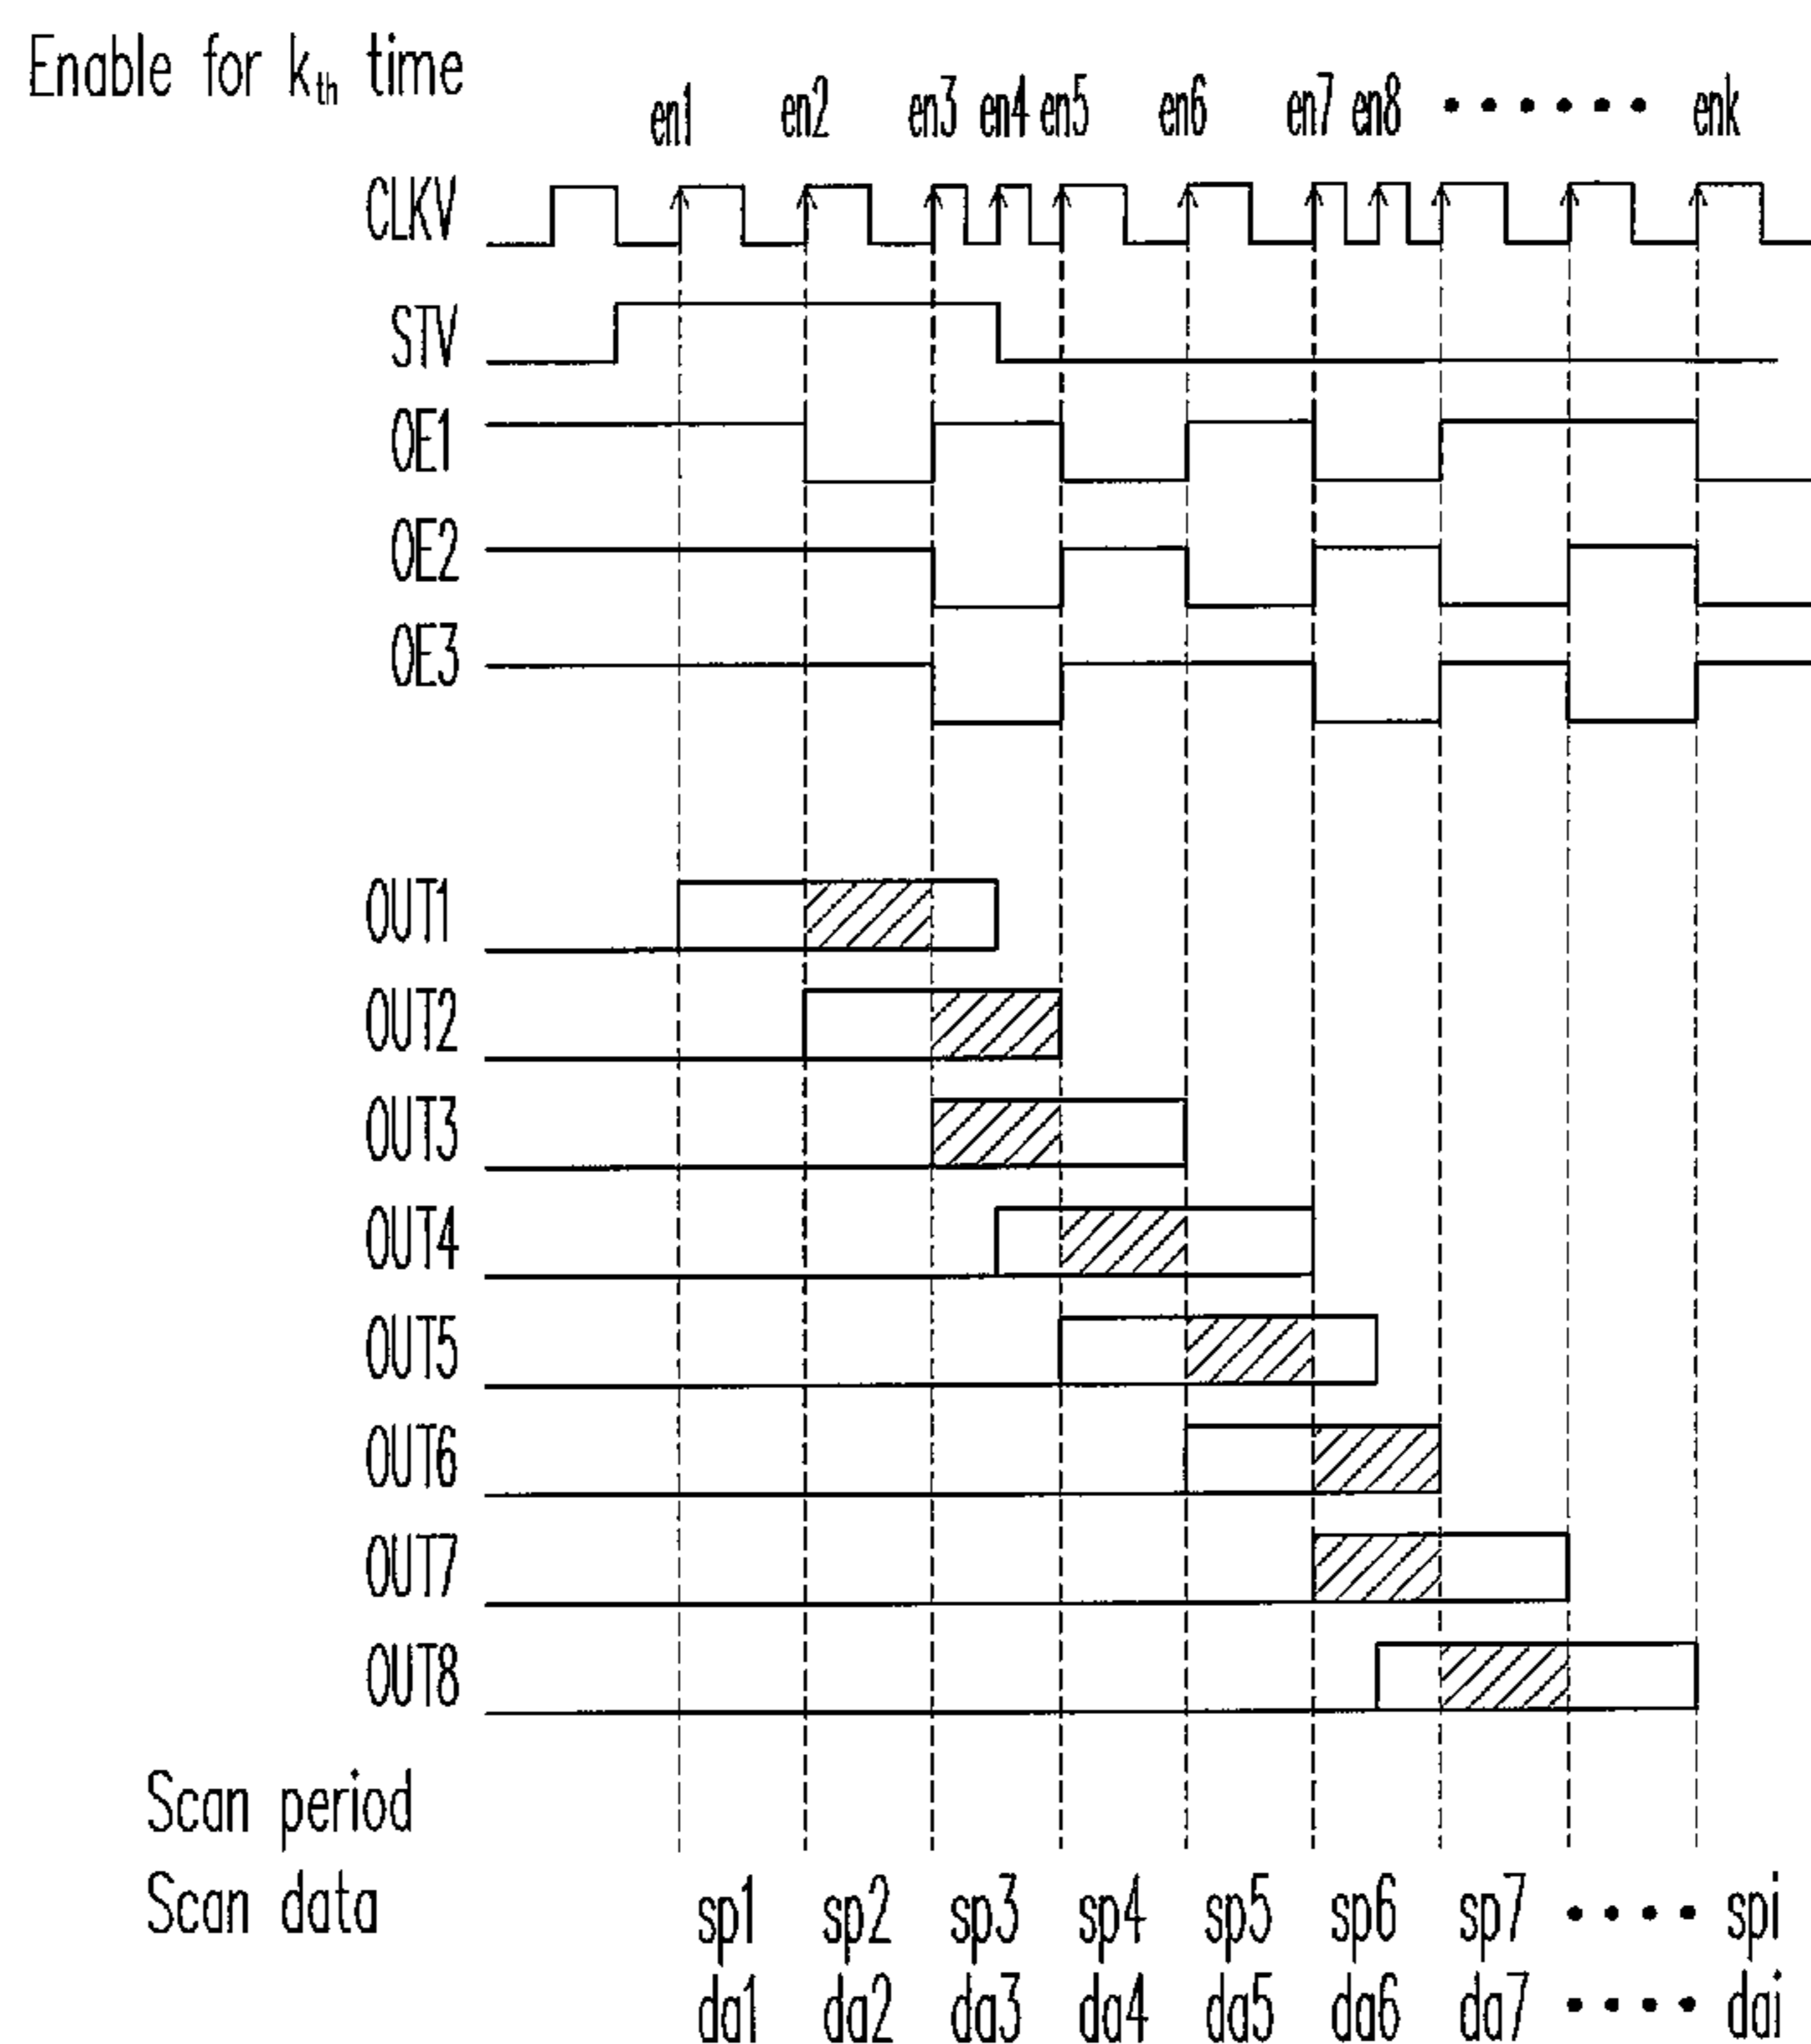 Enable for kth time
en1 en2 en3 en4 en5 en6 en7 en8 • • • • • • enk
CLKV
STV
OE1
OE2
OE3
OUT1
OUT2
OUT3
OUT4
OUT5
OUT6
OUT7
OUT8
Scan period
Scan data
sp1 sp2 sp3 sp4 sp5 sp6 sp7 • • • • spi
da1 da2 da3 da4 da5 da6 da7 • • • • dai